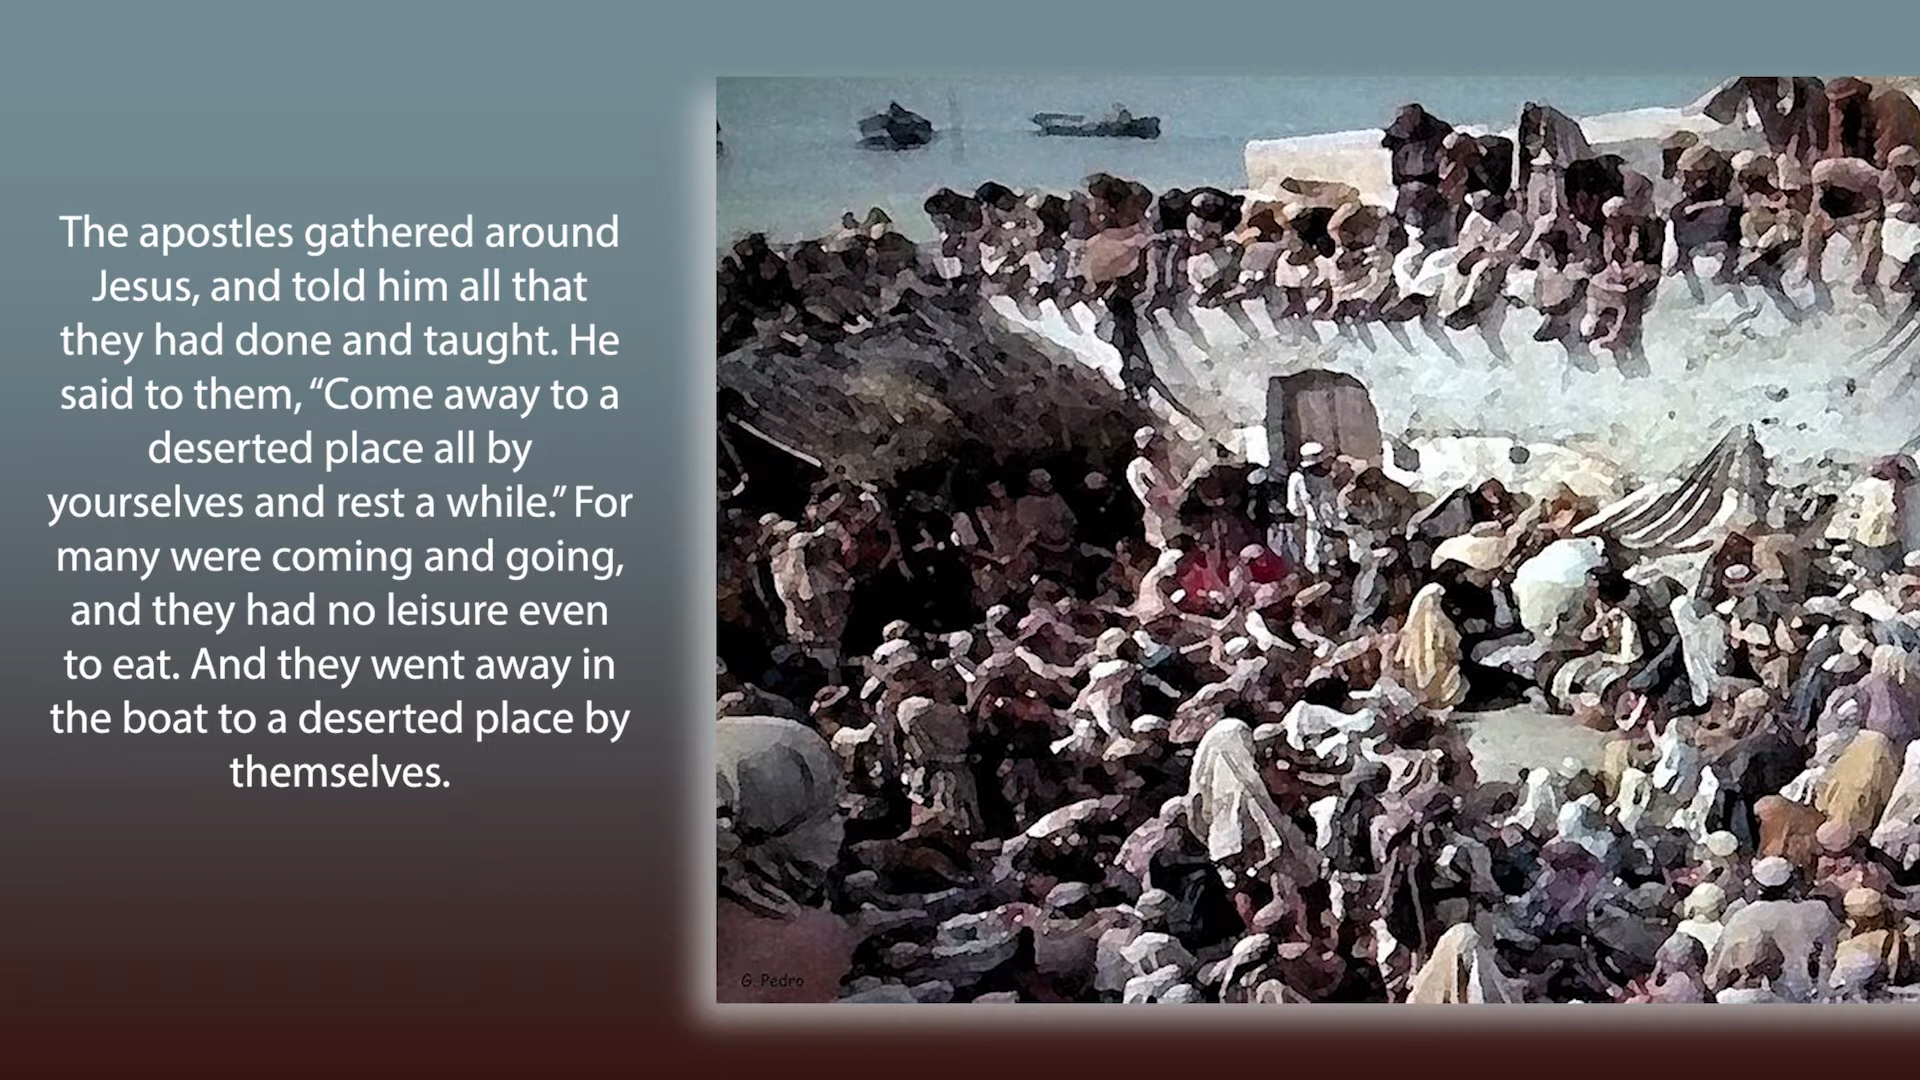 The apostles gathered around
Jesus, and told him all that
they had done and taught. He
said to them, “Come away to a
deserted place all by
yourselves and rest a while.” For
many were coming and going,
and they had no leisure even
to eat. And they went away in
the boat to a deserted place by
themselves.
G. Pedro